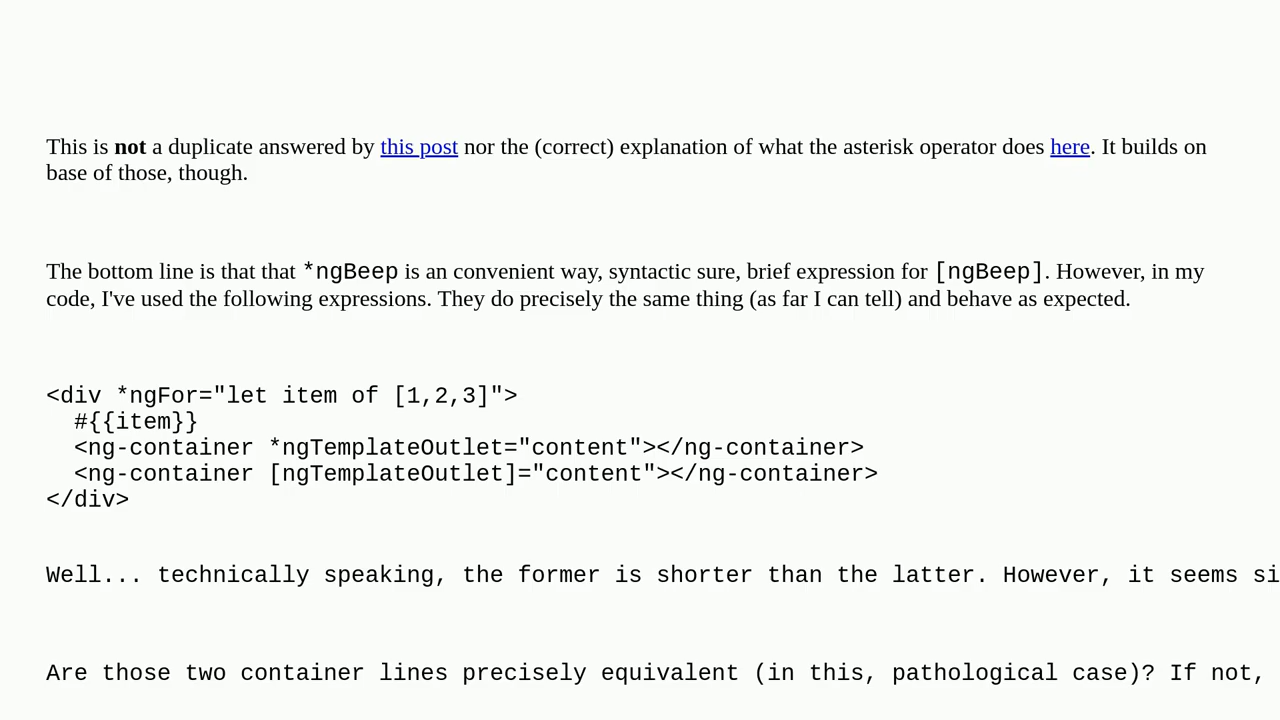 This is not a duplicate answered by this post nor the (correct) explanation of what the asterisk operator does here. It builds on
base of those, though.
The bottom line is that that *ngBeep is an convenient way, syntactic sure, brief expression for [ngBeep]. However, in my
code, I've used the following expressions. They do precisely the same thing (as far I can tell) and behave as expected.
<div *ngFor="let item of [1,2,3]">
  #{{item}}
  <ng-container *ngTemplateOutlet="content"></ng-container>
  <ng-container [ngTemplateOutlet]="content"></ng-container>
</div>
Well... technically speaking, the former is shorter than the latter. However, it seems si
Are those two container lines precisely equivalent (in this, pathological case)? If not,